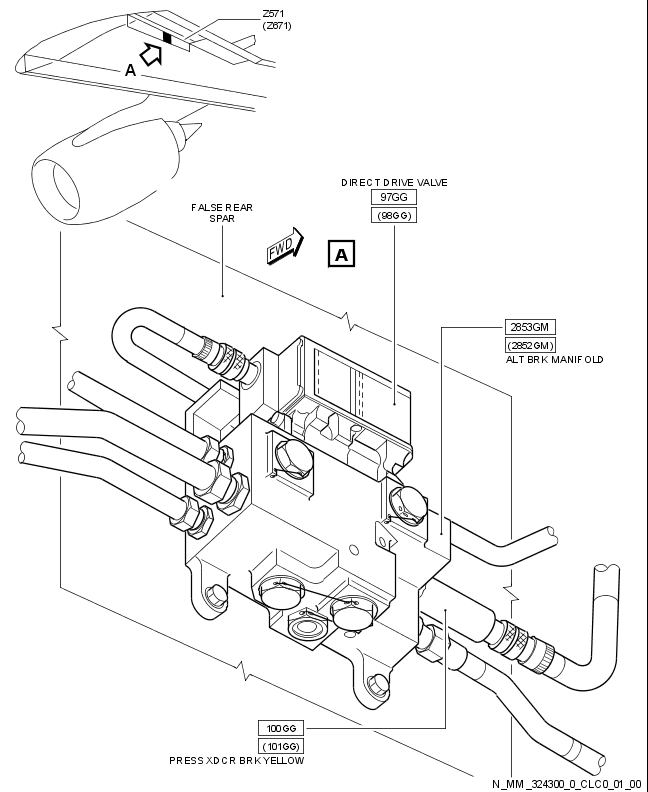 Z571
(Z671)
A
DIRECT DRIVE VALVE
97GG
(98GG)
FALSE REAR
SPAR
FWD
A
2853GM
(2852GM)
ALT BRK MANIFOLD
100GG
(101GG)
PRESS XDCR BRK YELLOW
N_MM_324300_0_CLC0_01_00